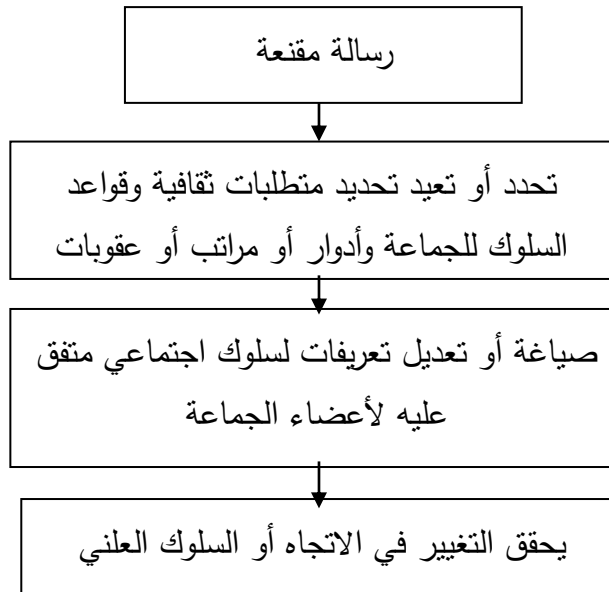 رسالة مقنعة
تحدد أو تعيد تحديد متطلبات ثقافية وقواعد
السلوك للجماعة وأدوار أو مراتب أو عقوبات
صياغة أو تعديل تعريفات لسلوك اجتماعي متفق
عليه لأعضاء الجماعة
يحقق التغيير في الاتجاه أو السلوك العلني